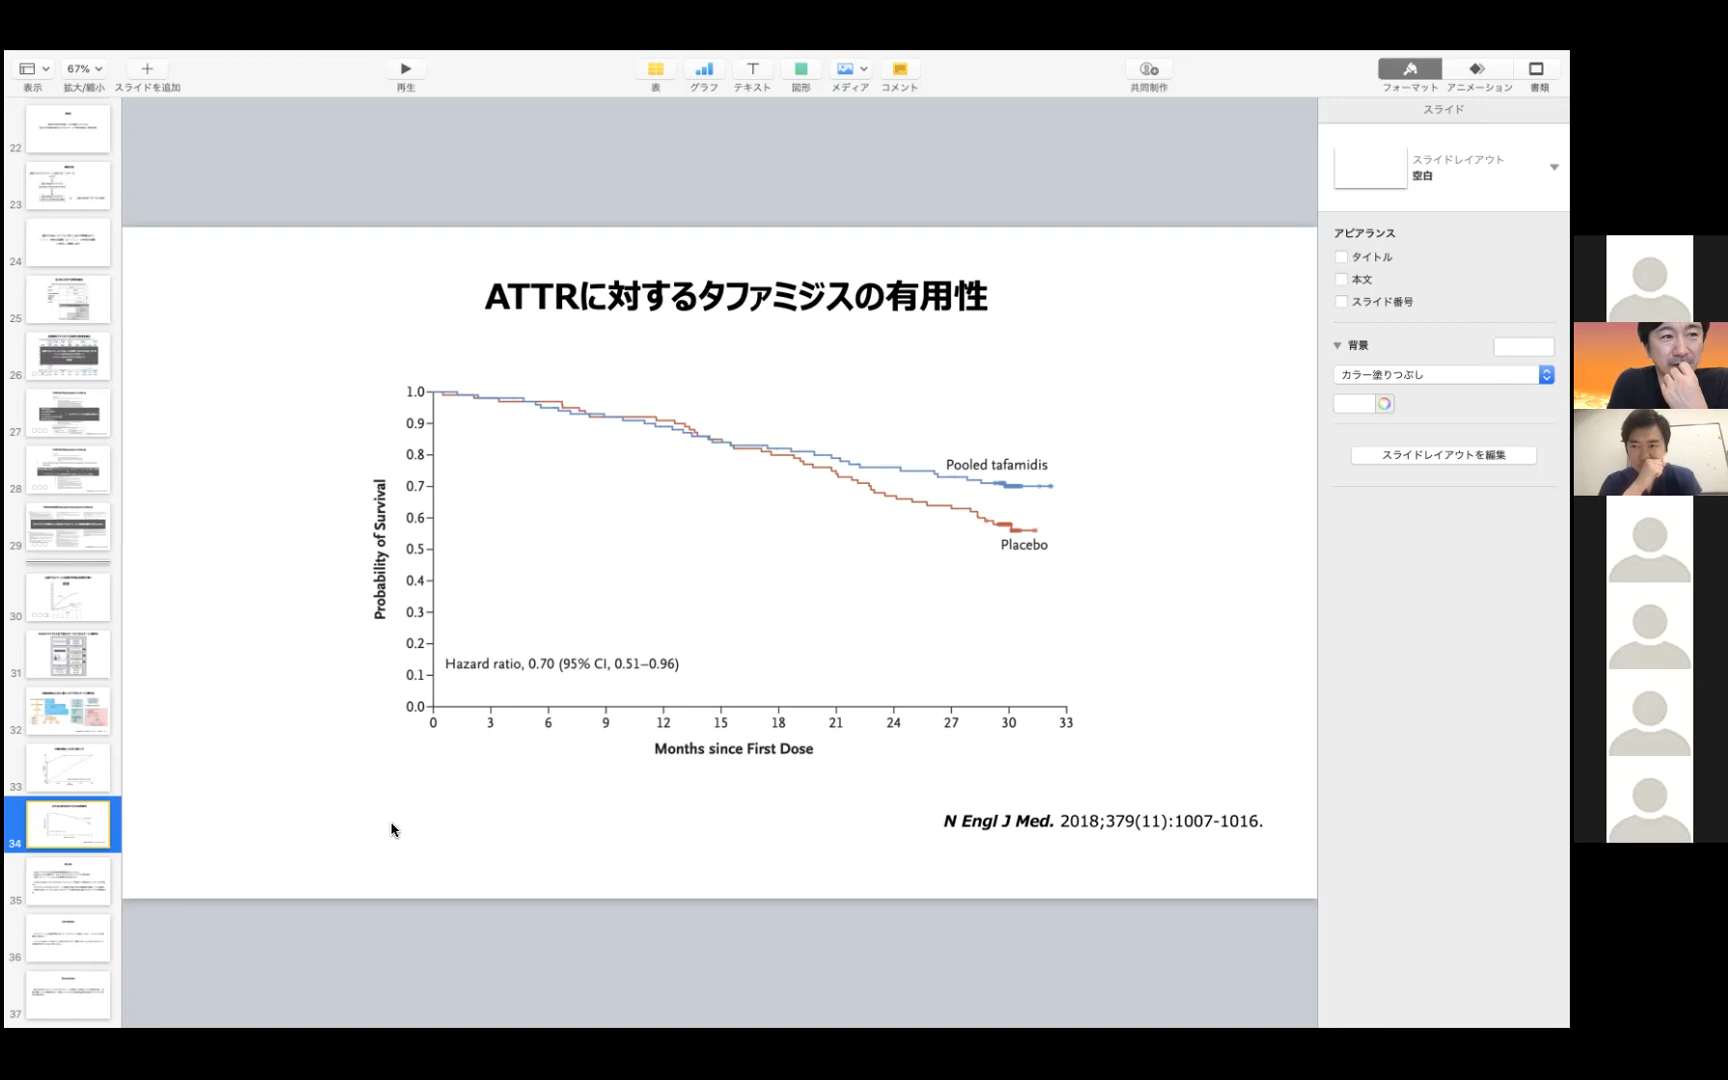 67%
表示
拡大/縮小
スライドを追加
再生
表
グラフ
テキスト
図形
メディア
コメント
共同制作
フォーマット
アニメーション
書類
スライド
スライドレイアウト
空白
アピアランス
タイトル
本文
スライド番号
背景
カラー塗りつぶし
スライドレイアウトを編集
22
23
24
25
26
27
28
29
30
31
32
33
34
35
36
37
ATTRに対するタファミジスの有用性
1.0
0.9
0.8
0.7
0.6
0.5
0.4
0.3
0.2
0.1
0.0
Probability of Survival
Pooled tafamidis
Placebo
Hazard ratio, 0.70 (95% CI, 0.51–0.96)
0 3 6 9 12 15 18 21 24 27 30 33
Months since First Dose
N Engl J Med. 2018;379(11):1007-1016.